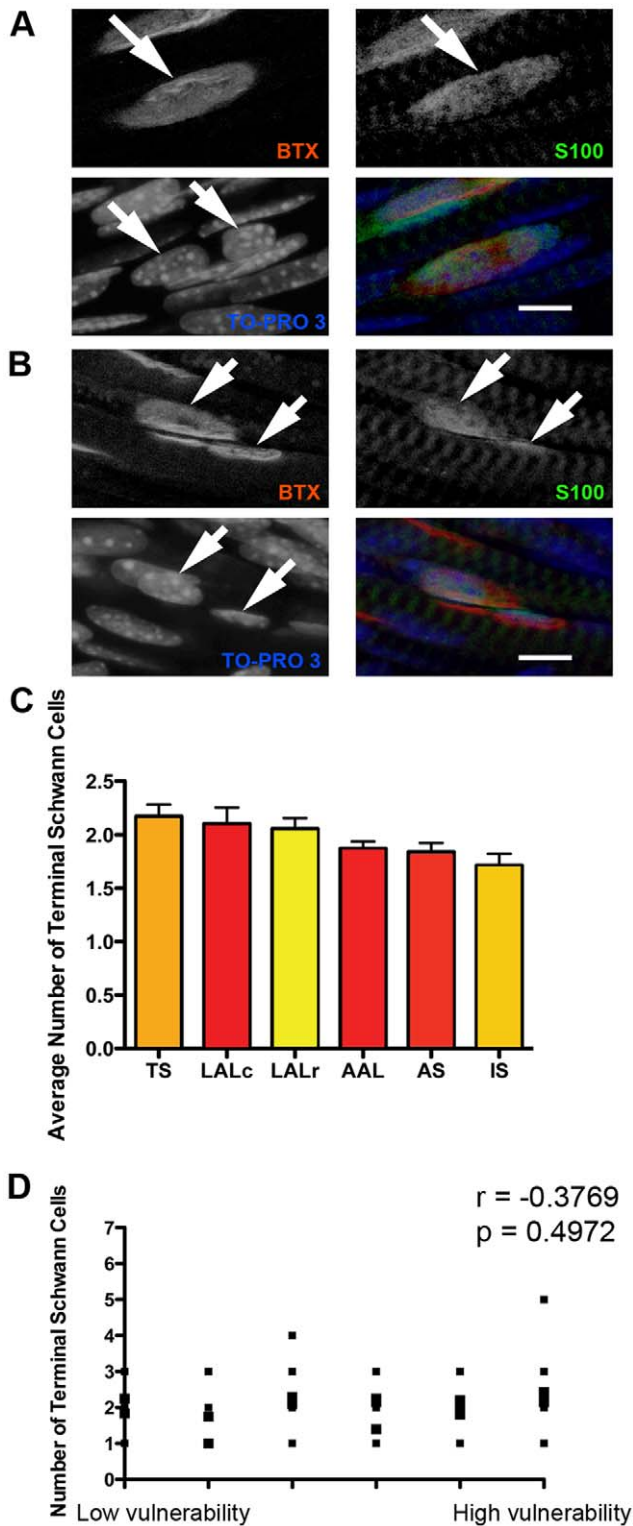 A
BTX
S100
TO-PRO 3
B
BTX
S100
TO-PRO 3
C
Average Number of Terminal Schwann Cells
2.5
2.0
1.5
1.0
0.5
0.0
TS LALc LALr AAL AS IS
D
r = -0.3769
p = 0.4972
Number of Terminal Schwann Cells
7
6
5
4
3
2
1
0
Low vulnerability High vulnerability